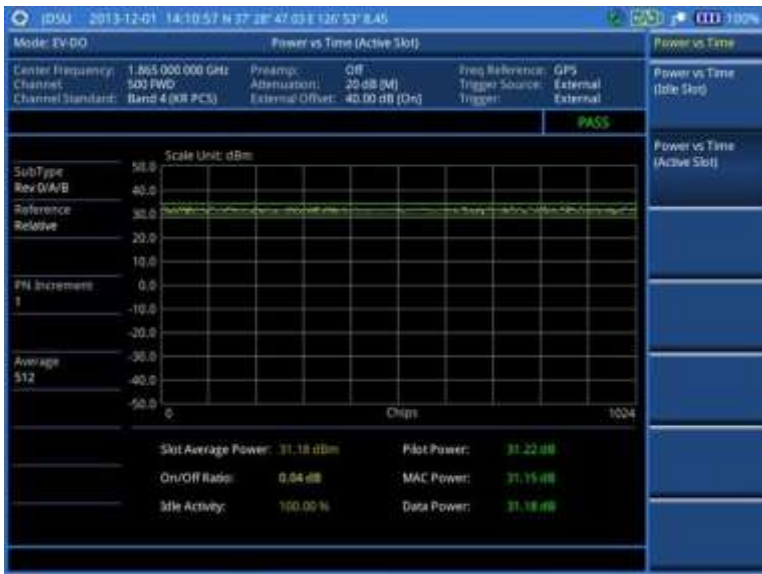 JDSU 2013-12-01 14:10:57 N 37° 28' 47.03 E 126° 53' 8.45 100%
Mode: EV-DO Power vs Time (Active Slot) Power vs Time
Center Frequency: 1.865 000 000 GHz Preamp: Off Freq Reference: GPS
Channel: 500 FWD Attenuation: 20 dB [M] Trigger Source: External
Channel Standard: Band 4 (KR PCS) External Offset: 40.00 dB [On] Trigger: External
Power vs Time
(Idle Slot)
PASS
Power vs Time
(Active Slot)
Scale Unit: dBm
SubType
Rev 0/A/B
Reference
Relative
PN Increment
1
Average
512
50.0
40.0
30.0
20.0
10.0
0.0
-10.0
-20.0
-30.0
-40.0
-50.0
0 Chips 1024
Slot Average Power: 31.18 dBm Pilot Power: 31.22 dB
On/Off Ratio: 0.04 dB MAC Power: 31.15 dB
Idle Activity: 100.00 % Data Power: 31.18 dB